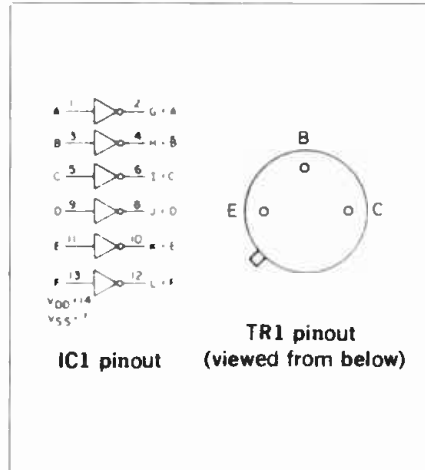 A 1 2 G = A
B 3 4 H = B
C 5 6 I = C
D 9 8 J = D
E 11 10 K = E
F 13 12 L = F
VDD = 14
VSS = 7
IC1 pinout
B
E C
TR1 pinout
(viewed from below)